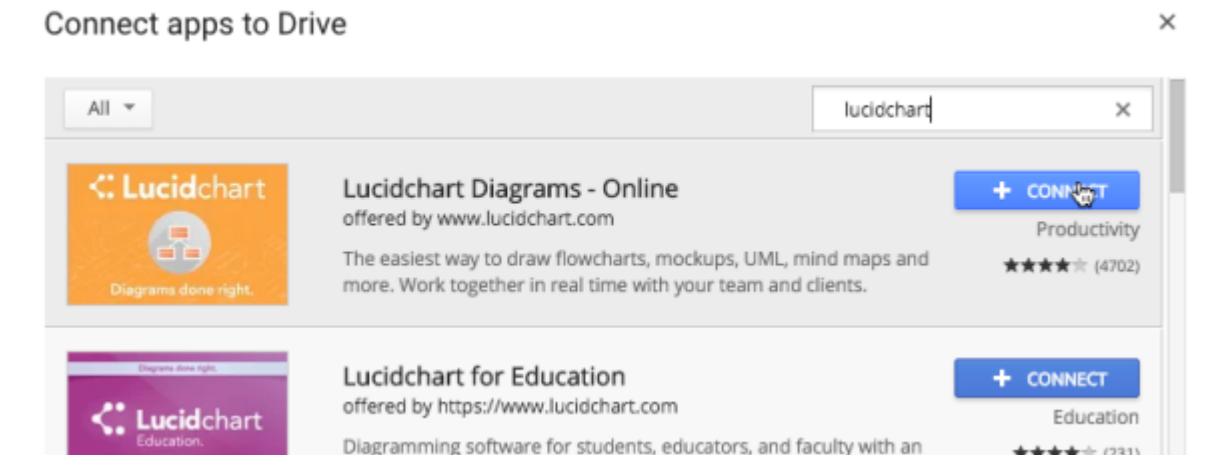 Connect apps to Drive
×
All
lucidchart
×
Lucidchart
Diagrams done right.
Lucidchart Diagrams - Online
offered by www.lucidchart.com
The easiest way to draw flowcharts, mockups, UML, mind maps and
more. Work together in real time with your team and clients.
+ CONNECT
Productivity
★★★★☆ (4702)
Diagrams done right.
Lucidchart
Education.
Lucidchart for Education
offered by https://www.lucidchart.com
Diagramming software for students, educators, and faculty with an
+ CONNECT
Education
★★★★☆ (231)